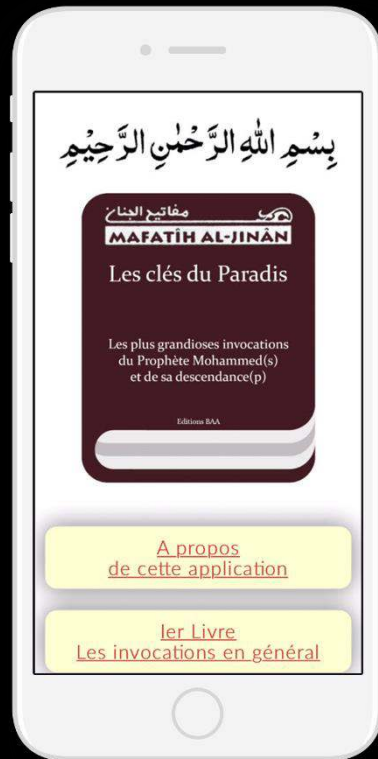 بِسْمِ اللهِ الرَّحْمٰنِ الرَّحِيْمِ
مفاتيح الجنان
MAFATÎH AL-JINÂN
Les clés du Paradis
Les plus grandioses invocations
du Prophète Mohammed(s)
et de sa descendance(p)
Editions BAA
A propos
de cette application
Ier Livre
Les invocations en général